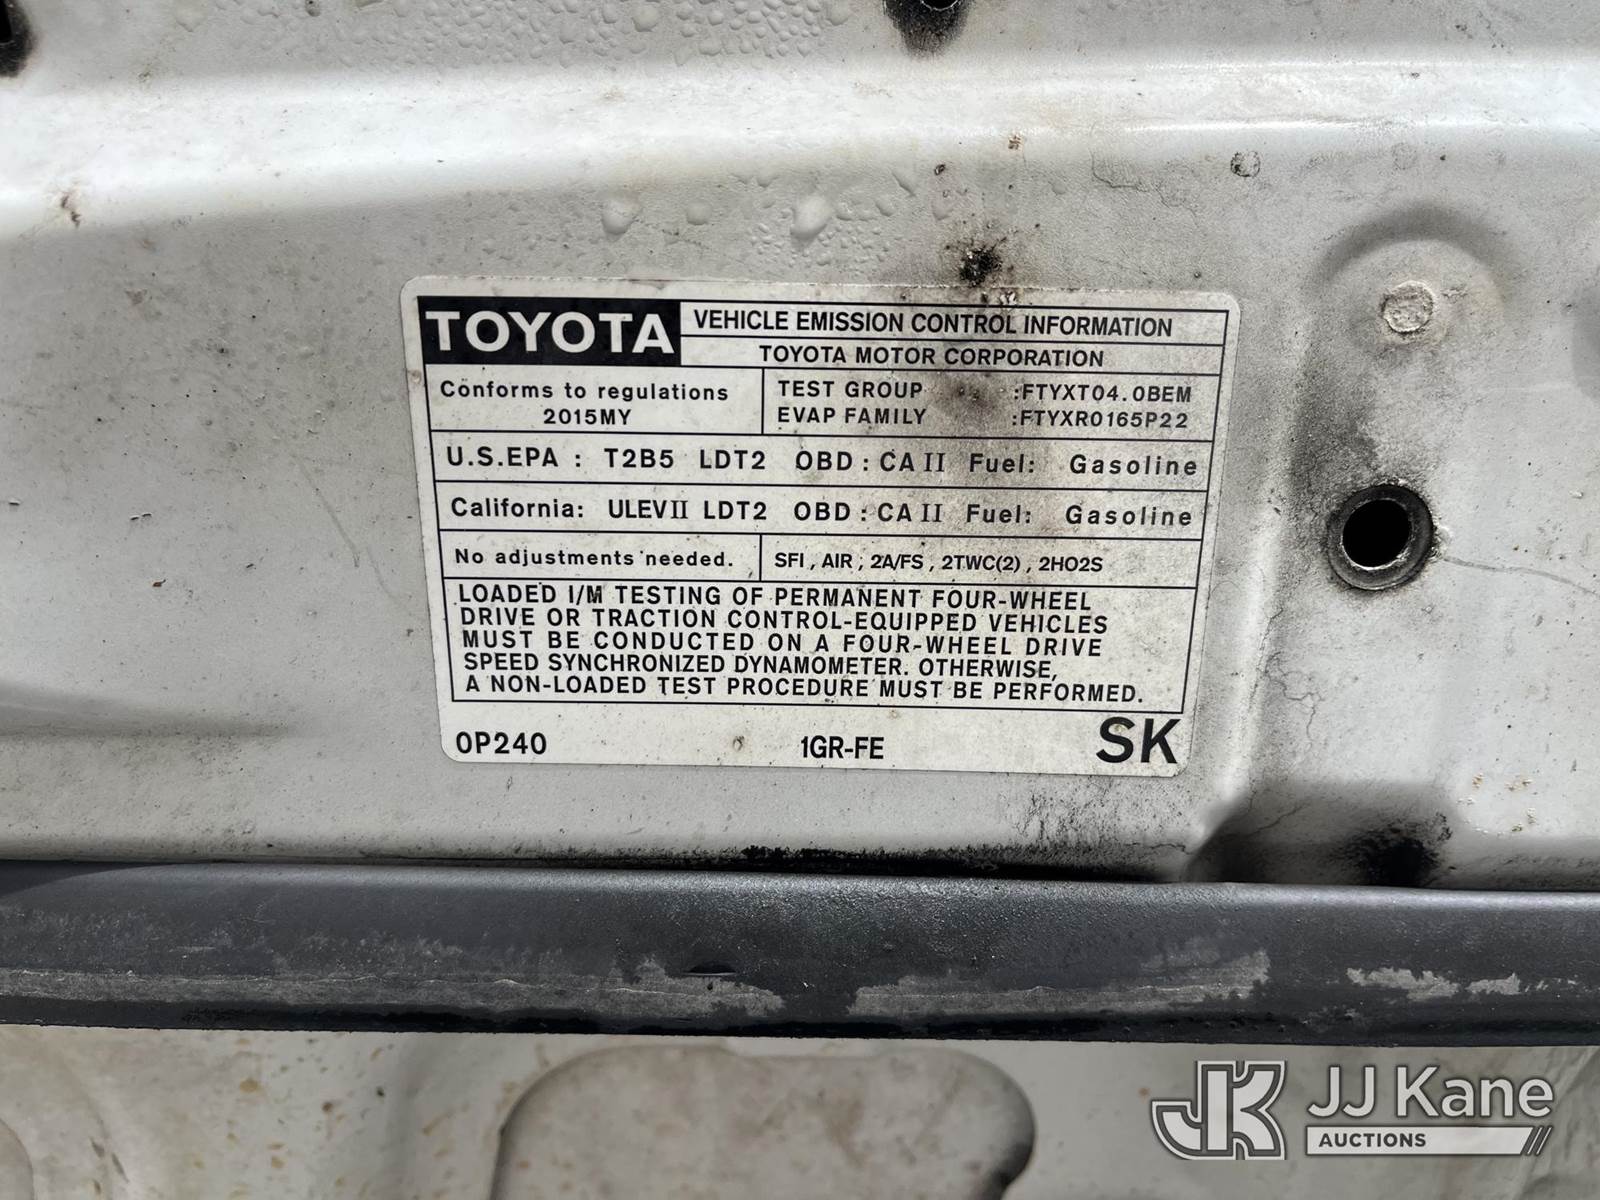 TOYOTA
VEHICLE EMISSION CONTROL INFORMATION
TOYOTA MOTOR CORPORATION
Conforms to regulations
2015MY
TEST GROUP :FTYXT04.0BEM
EVAP FAMILY :FTYXR0165P22
U.S.EPA : T2B5 LDT2 OBD : CA II Fuel: Gasoline
California: ULEV II LDT2 OBD : CA II Fuel: Gasoline
No adjustments needed.
SFI , AIR , 2A/FS , 2TWC(2) , 2HO2S
LOADED I/M TESTING OF PERMANENT FOUR-WHEEL
DRIVE OR TRACTION CONTROL-EQUIPPED VEHICLES
MUST BE CONDUCTED ON A FOUR-WHEEL DRIVE
SPEED SYNCHRONIZED DYNAMOMETER. OTHERWISE,
A NON-LOADED TEST PROCEDURE MUST BE PERFORMED.
0P240 1GR-FE SK
JK JJ Kane
AUCTIONS